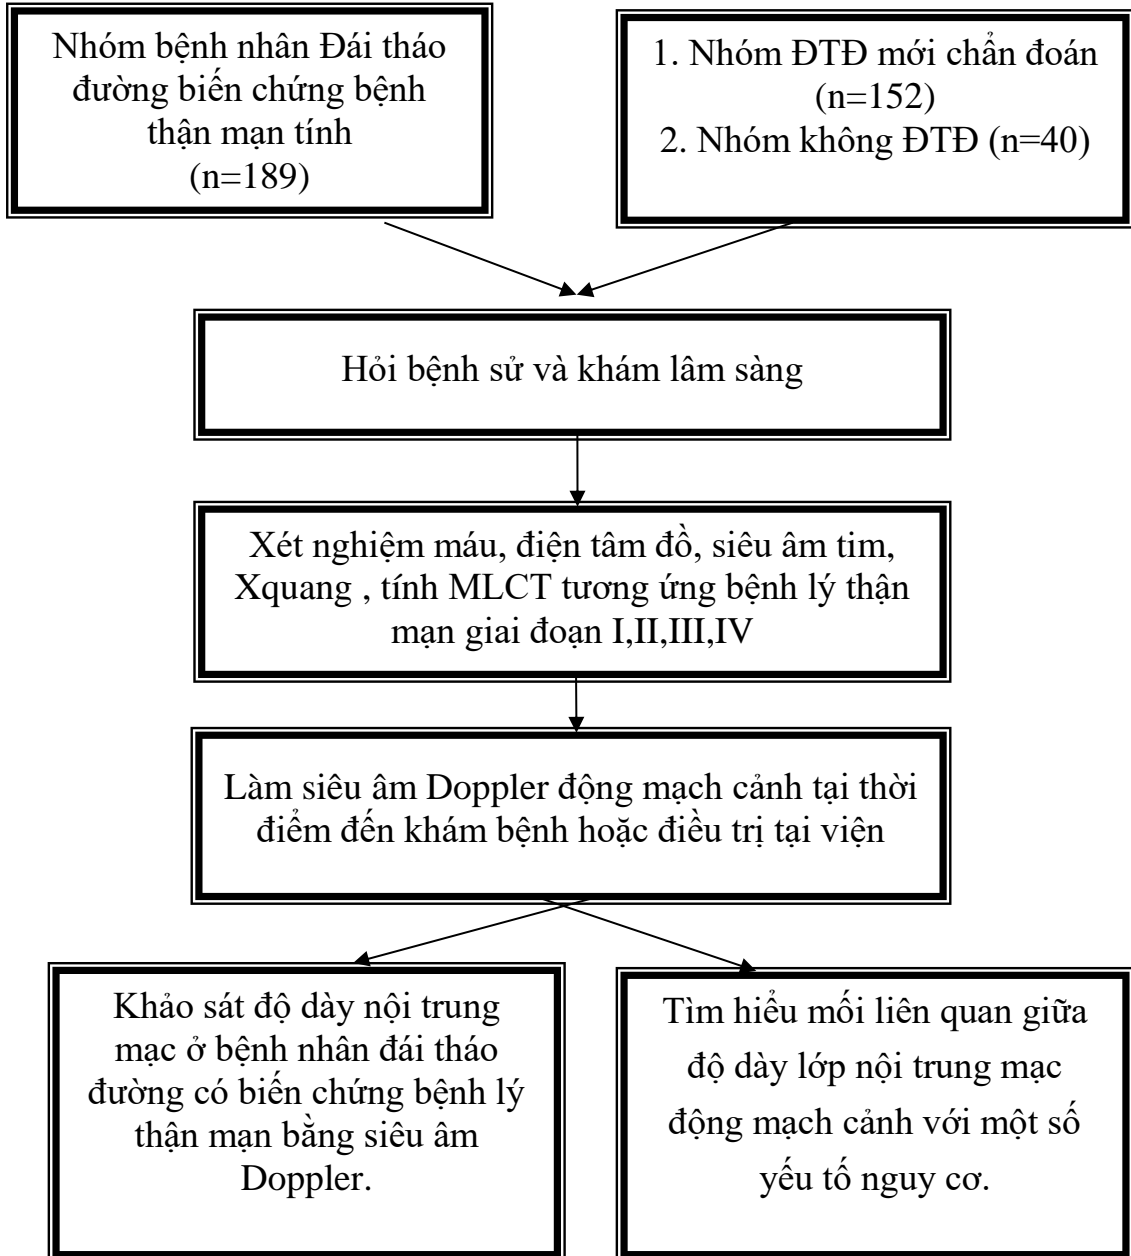 Nhóm bệnh nhân Đái tháo
đường biến chứng bệnh
thận mạn tính
(n=189)
1. Nhóm ĐTĐ mới chẩn đoán
(n=152)
2. Nhóm không ĐTĐ (n=40)
Hỏi bệnh sử và khám lâm sàng
Xét nghiệm máu, điện tâm đồ, siêu âm tim,
Xquang , tính MLCT tương ứng bệnh lý thận
mạn giai đoạn I,II,III,IV
Làm siêu âm Doppler động mạch cảnh tại thời
điểm đến khám bệnh hoặc điều trị tại viện
Khảo sát độ dày nội trung
mạc ở bệnh nhân đái tháo
đường có biến chứng bệnh lý
thận mạn bằng siêu âm
Doppler.
Tìm hiểu mối liên quan giữa
độ dày lớp nội trung mạc
động mạch cảnh với một số
yếu tố nguy cơ.